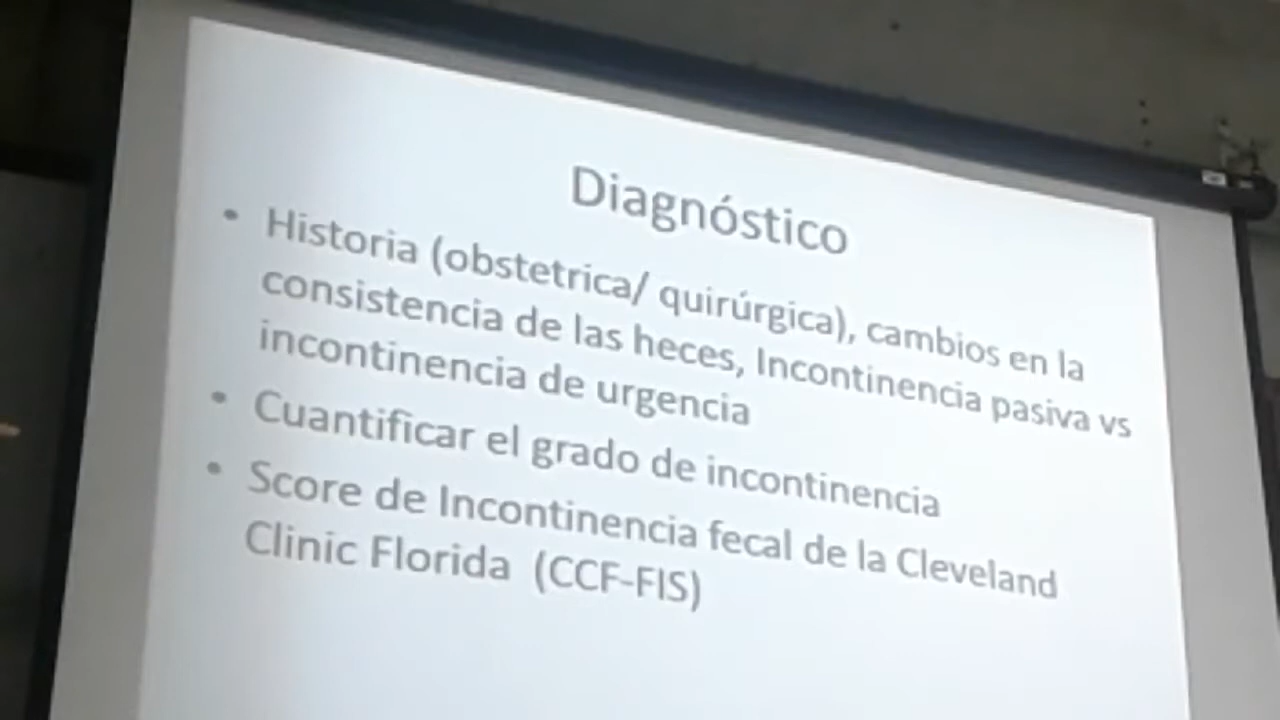 Diagnóstico
• Historia (obstetrica/ quirúrgica), cambios en la
consistencia de las heces, Incontinencia pasiva vs
incontinencia de urgencia
• Cuantificar el grado de incontinencia
• Score de Incontinencia fecal de la Cleveland
Clinic Florida (CCF-FIS)